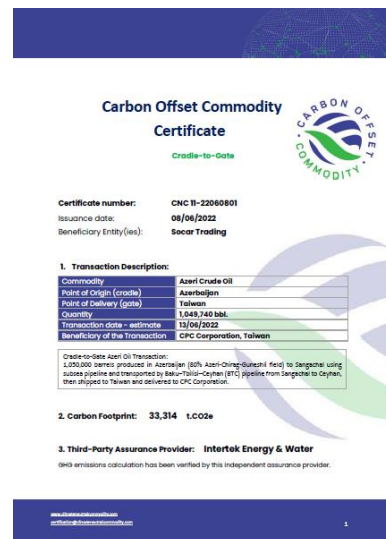 Carbon Offset Commodity
Certificate
Cradle-to-Gate
CARBON OFFSET COMMODITY
Certificate number: CNC 11-22060801
Issuance date: 08/06/2022
Beneficiary Entity(ies): Socar Trading
1. Transaction Description:
Commodity Azeri Crude Oil
Point of Origin (cradle) Azerbaijan
Point of Delivery (gate) Taiwan
Quantity 1,049,740 bbl.
Transaction date - estimate 13/06/2022
Beneficiary of the Transaction CPC Corporation, Taiwan
Cradle-to-Gate Azeri Oil Transaction:
1,050,000 barrels produced in Azerbaijan (80% Azeri-Chirag-Guneshli field) to Sangachal using
subsea pipeline and transported by Baku-Tbilisi-Ceyhan (BTC) pipeline from Sangachal to Ceyhan,
then shipped to Taiwan and delivered to CPC Corporation.
2. Carbon Footprint: 33,314 t.CO2e
3. Third-Party Assurance Provider: Intertek Energy & Water
GHG emissions calculation has been verified by this independent assurance provider.
1